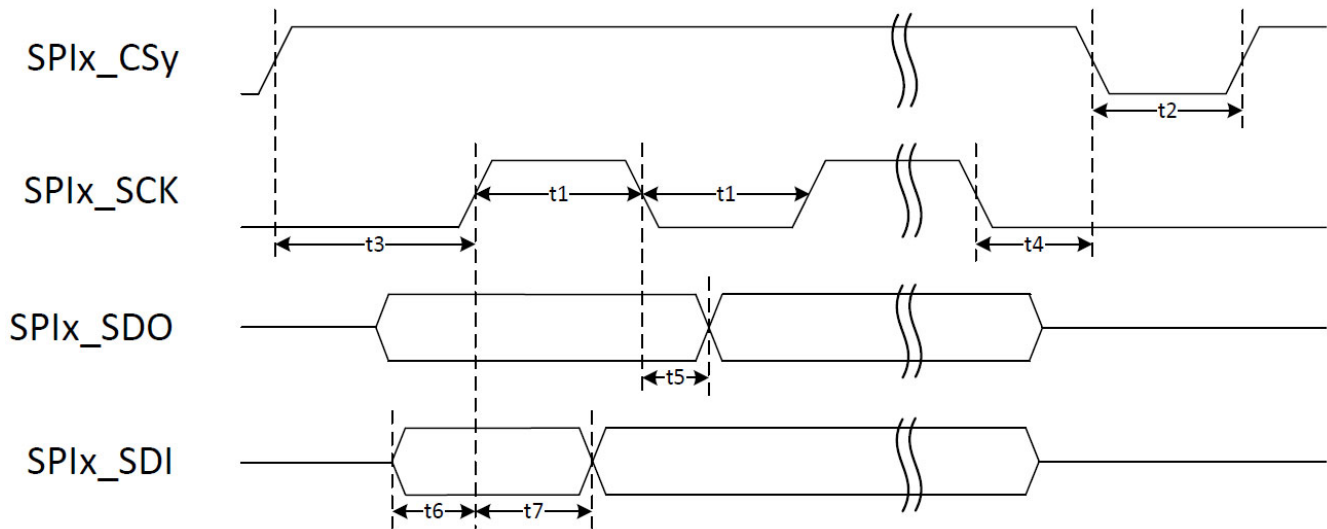 SPIx_CSy
t2
SPIx_SCK
t1 t1
t3 t4
SPIx_SDO
t5
SPIx_SDI
t6 t7